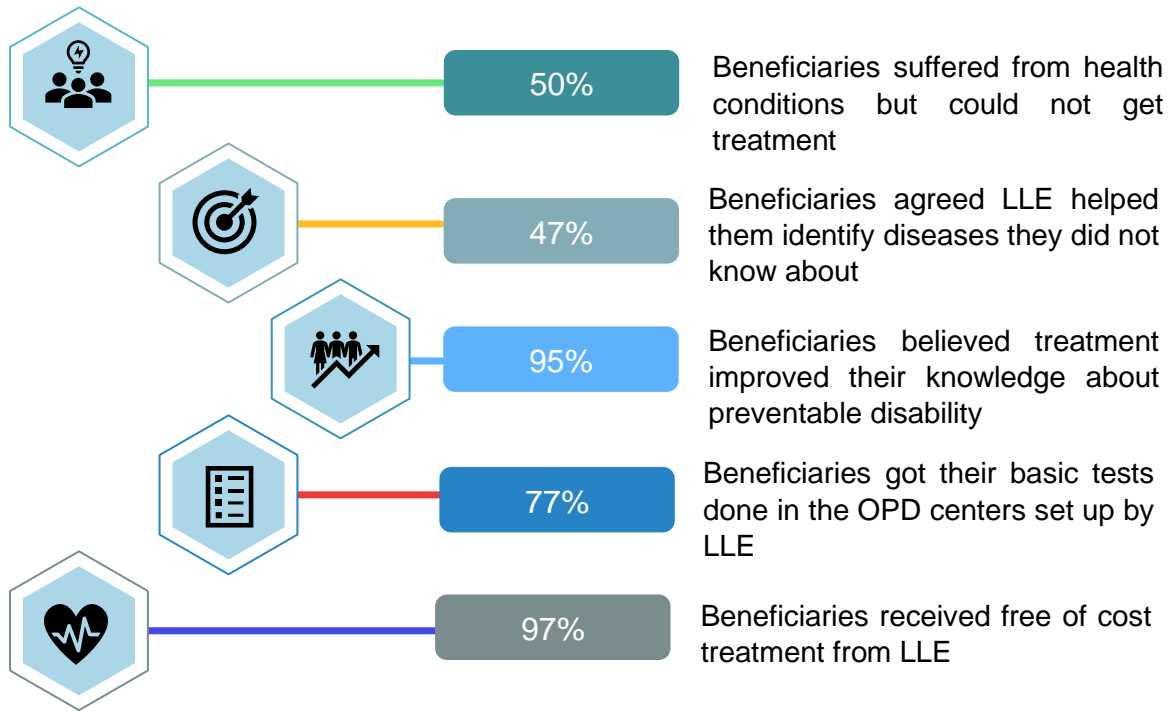 50%
Beneficiaries suffered from health
conditions but could not get
treatment
47%
Beneficiaries agreed LLE helped
them identify diseases they did not
know about
95%
Beneficiaries believed treatment
improved their knowledge about
preventable disability
77%
Beneficiaries got their basic tests
done in the OPD centers set up by
LLE
97%
Beneficiaries received free of cost
treatment from LLE